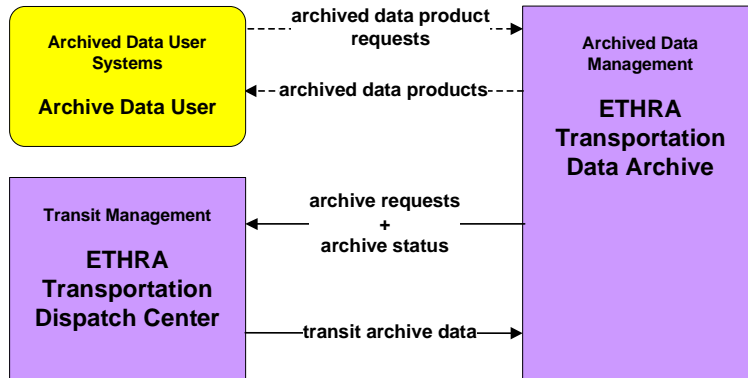 Archived Data User
Systems
Archive Data User
archived data product
requests
archived data products
Archived Data
Management
ETHRA
Transportation
Data Archive
Transit Management
ETHRA
Transportation
Dispatch Center
archive requests
+
archive status
transit archive data